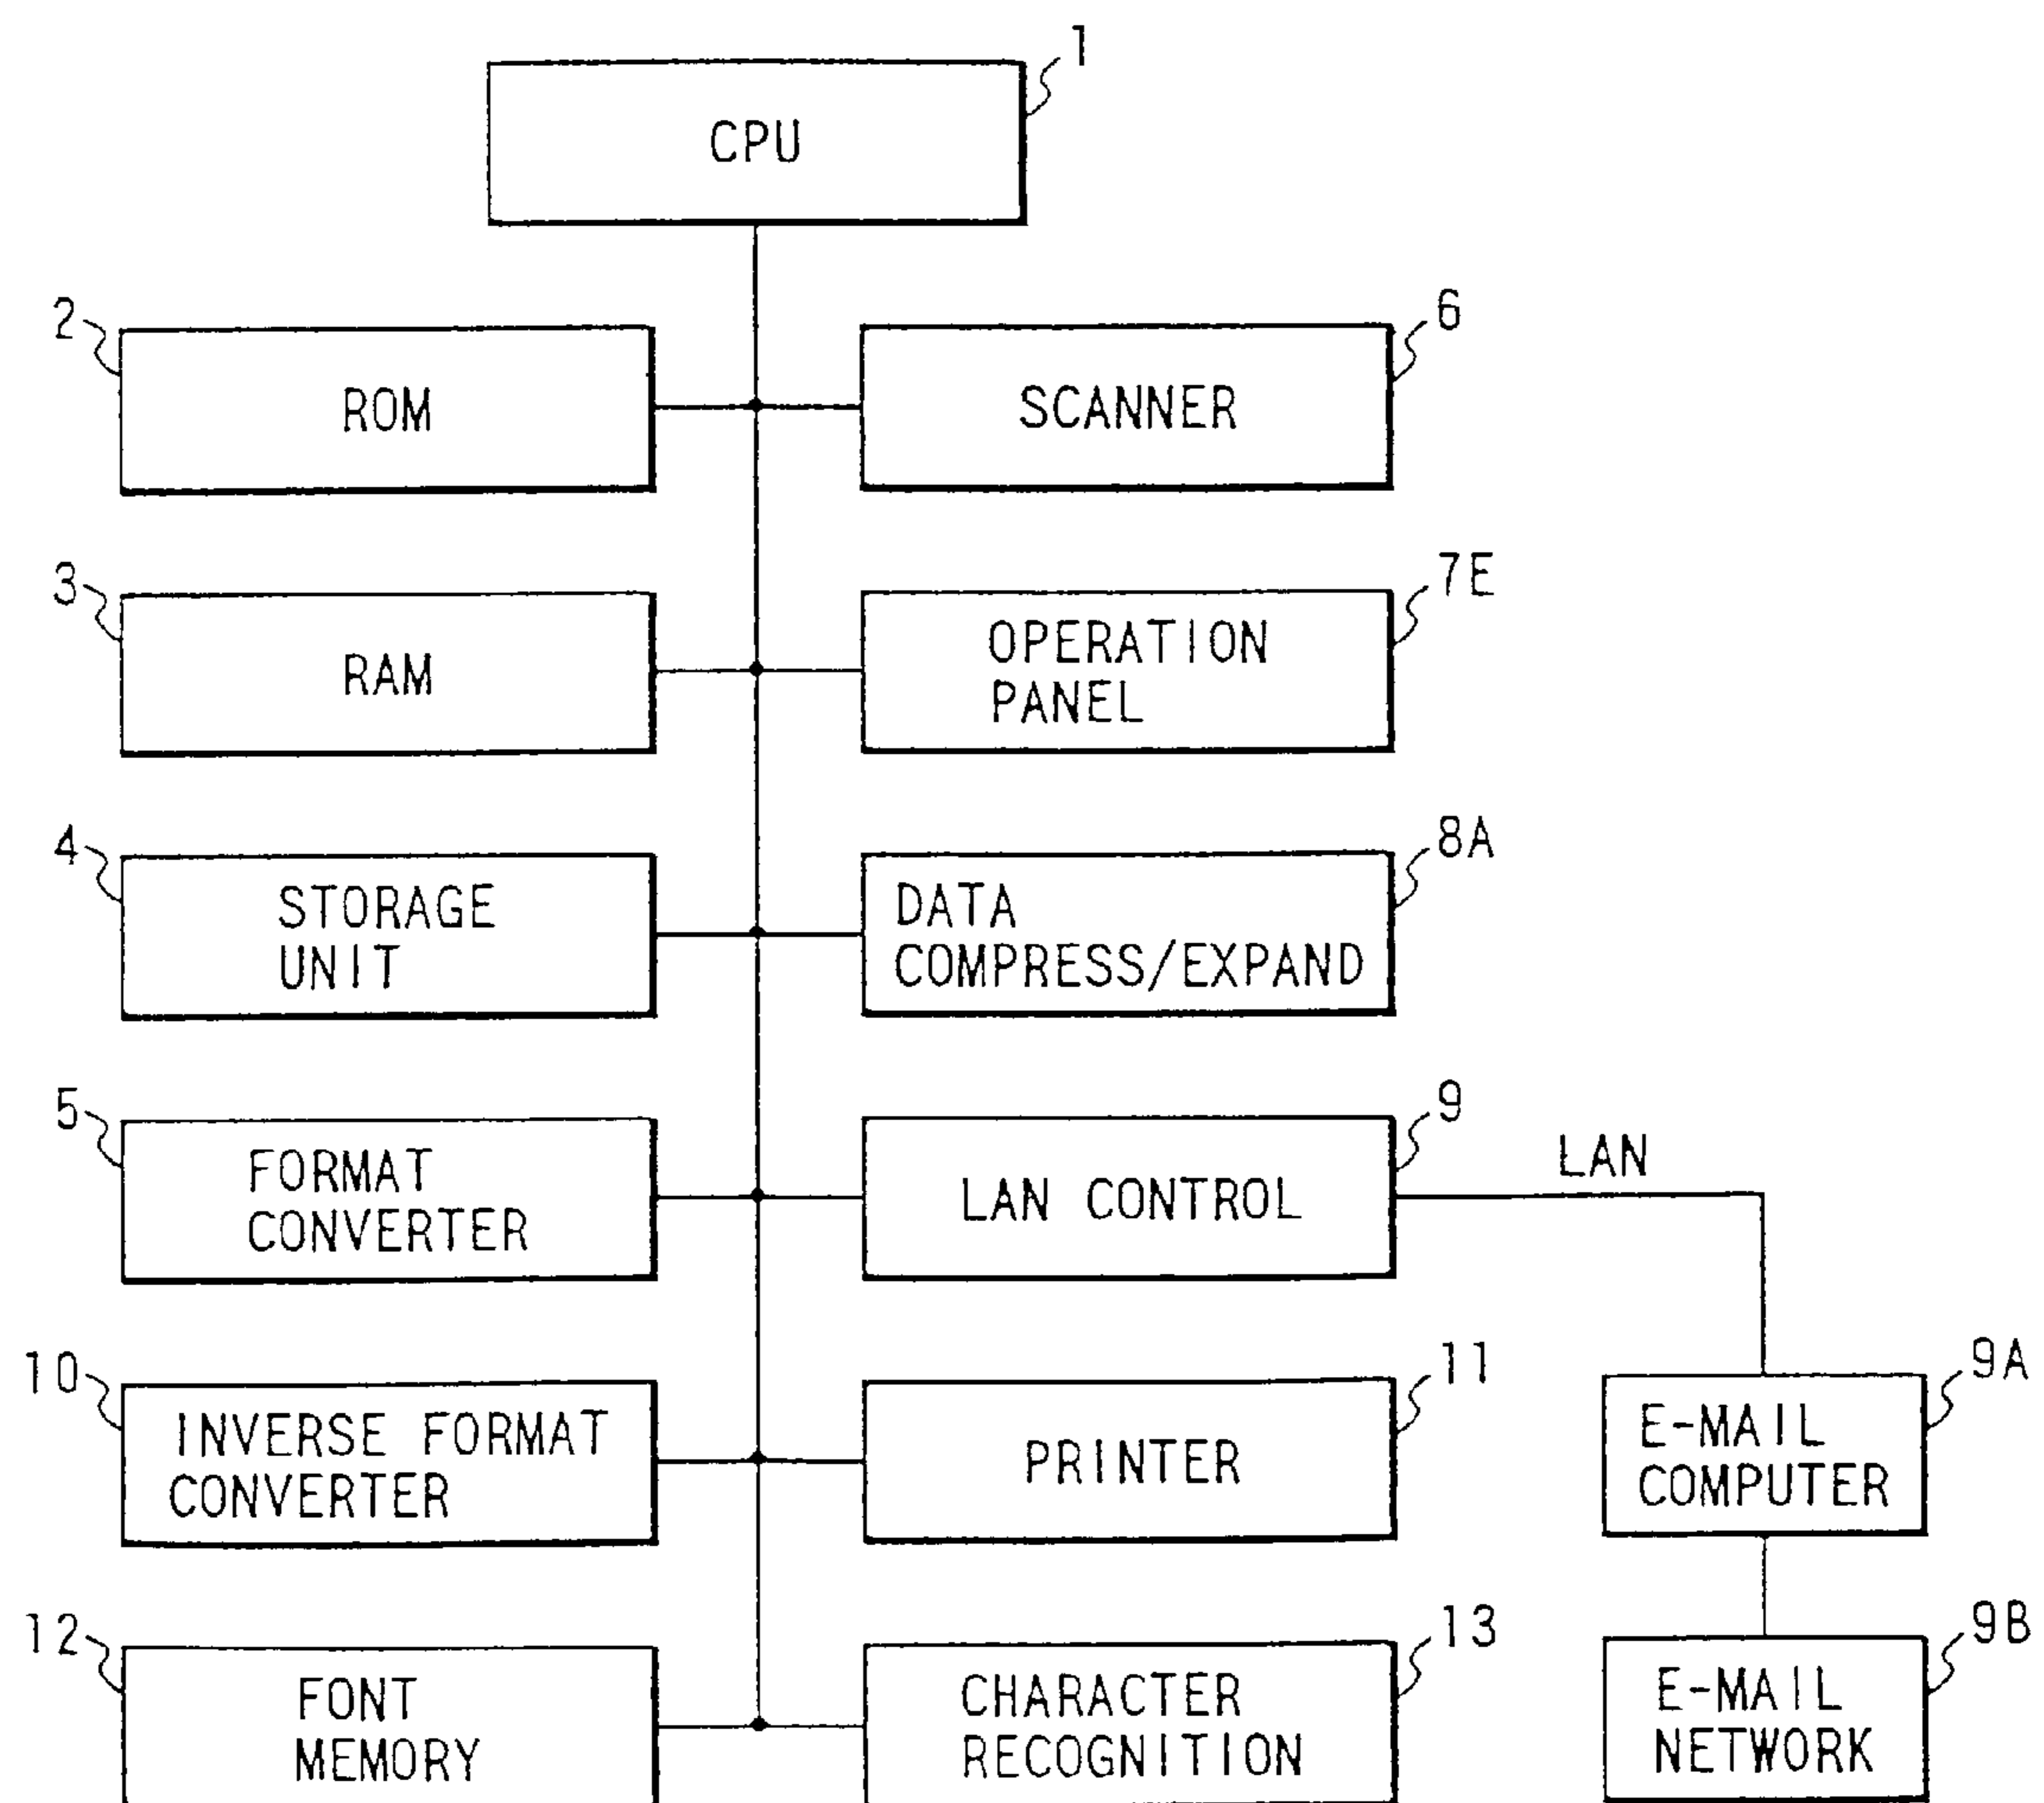 1
CPU
2
ROM
6
SCANNER
3
RAM
7E
OPERATION
PANEL
4
STORAGE
UNIT
8A
DATA
COMPRESS/EXPAND
5
FORMAT
CONVERTER
9
LAN CONTROL
LAN
10
INVERSE FORMAT
CONVERTER
11
PRINTER
9A
E-MAIL
COMPUTER
12
FONT
MEMORY
13
CHARACTER
RECOGNITION
9B
E-MAIL
NETWORK